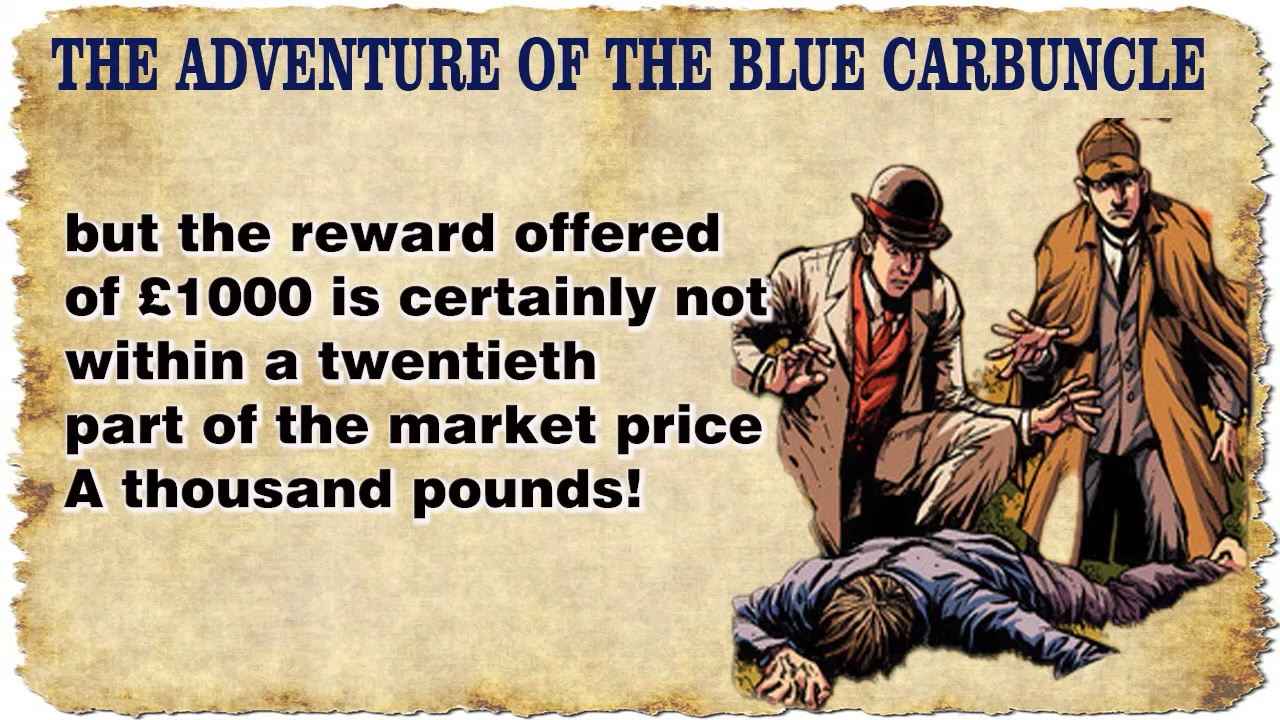 THE ADVENTURE OF THE BLUE CARBUNCLE
but the reward offered
of £1000 is certainly not
within a twentieth
part of the market price
A thousand pounds!